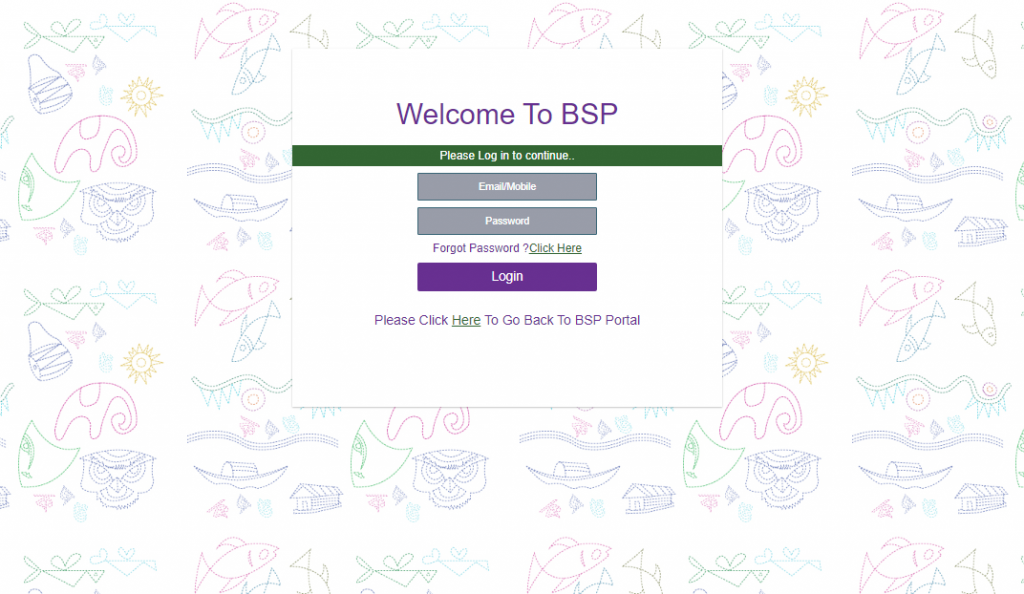 Welcome To BSP
Please Log in to continue..
Email/Mobile
Password
Forgot Password ?Click Here
Login
Please Click Here To Go Back To BSP Portal